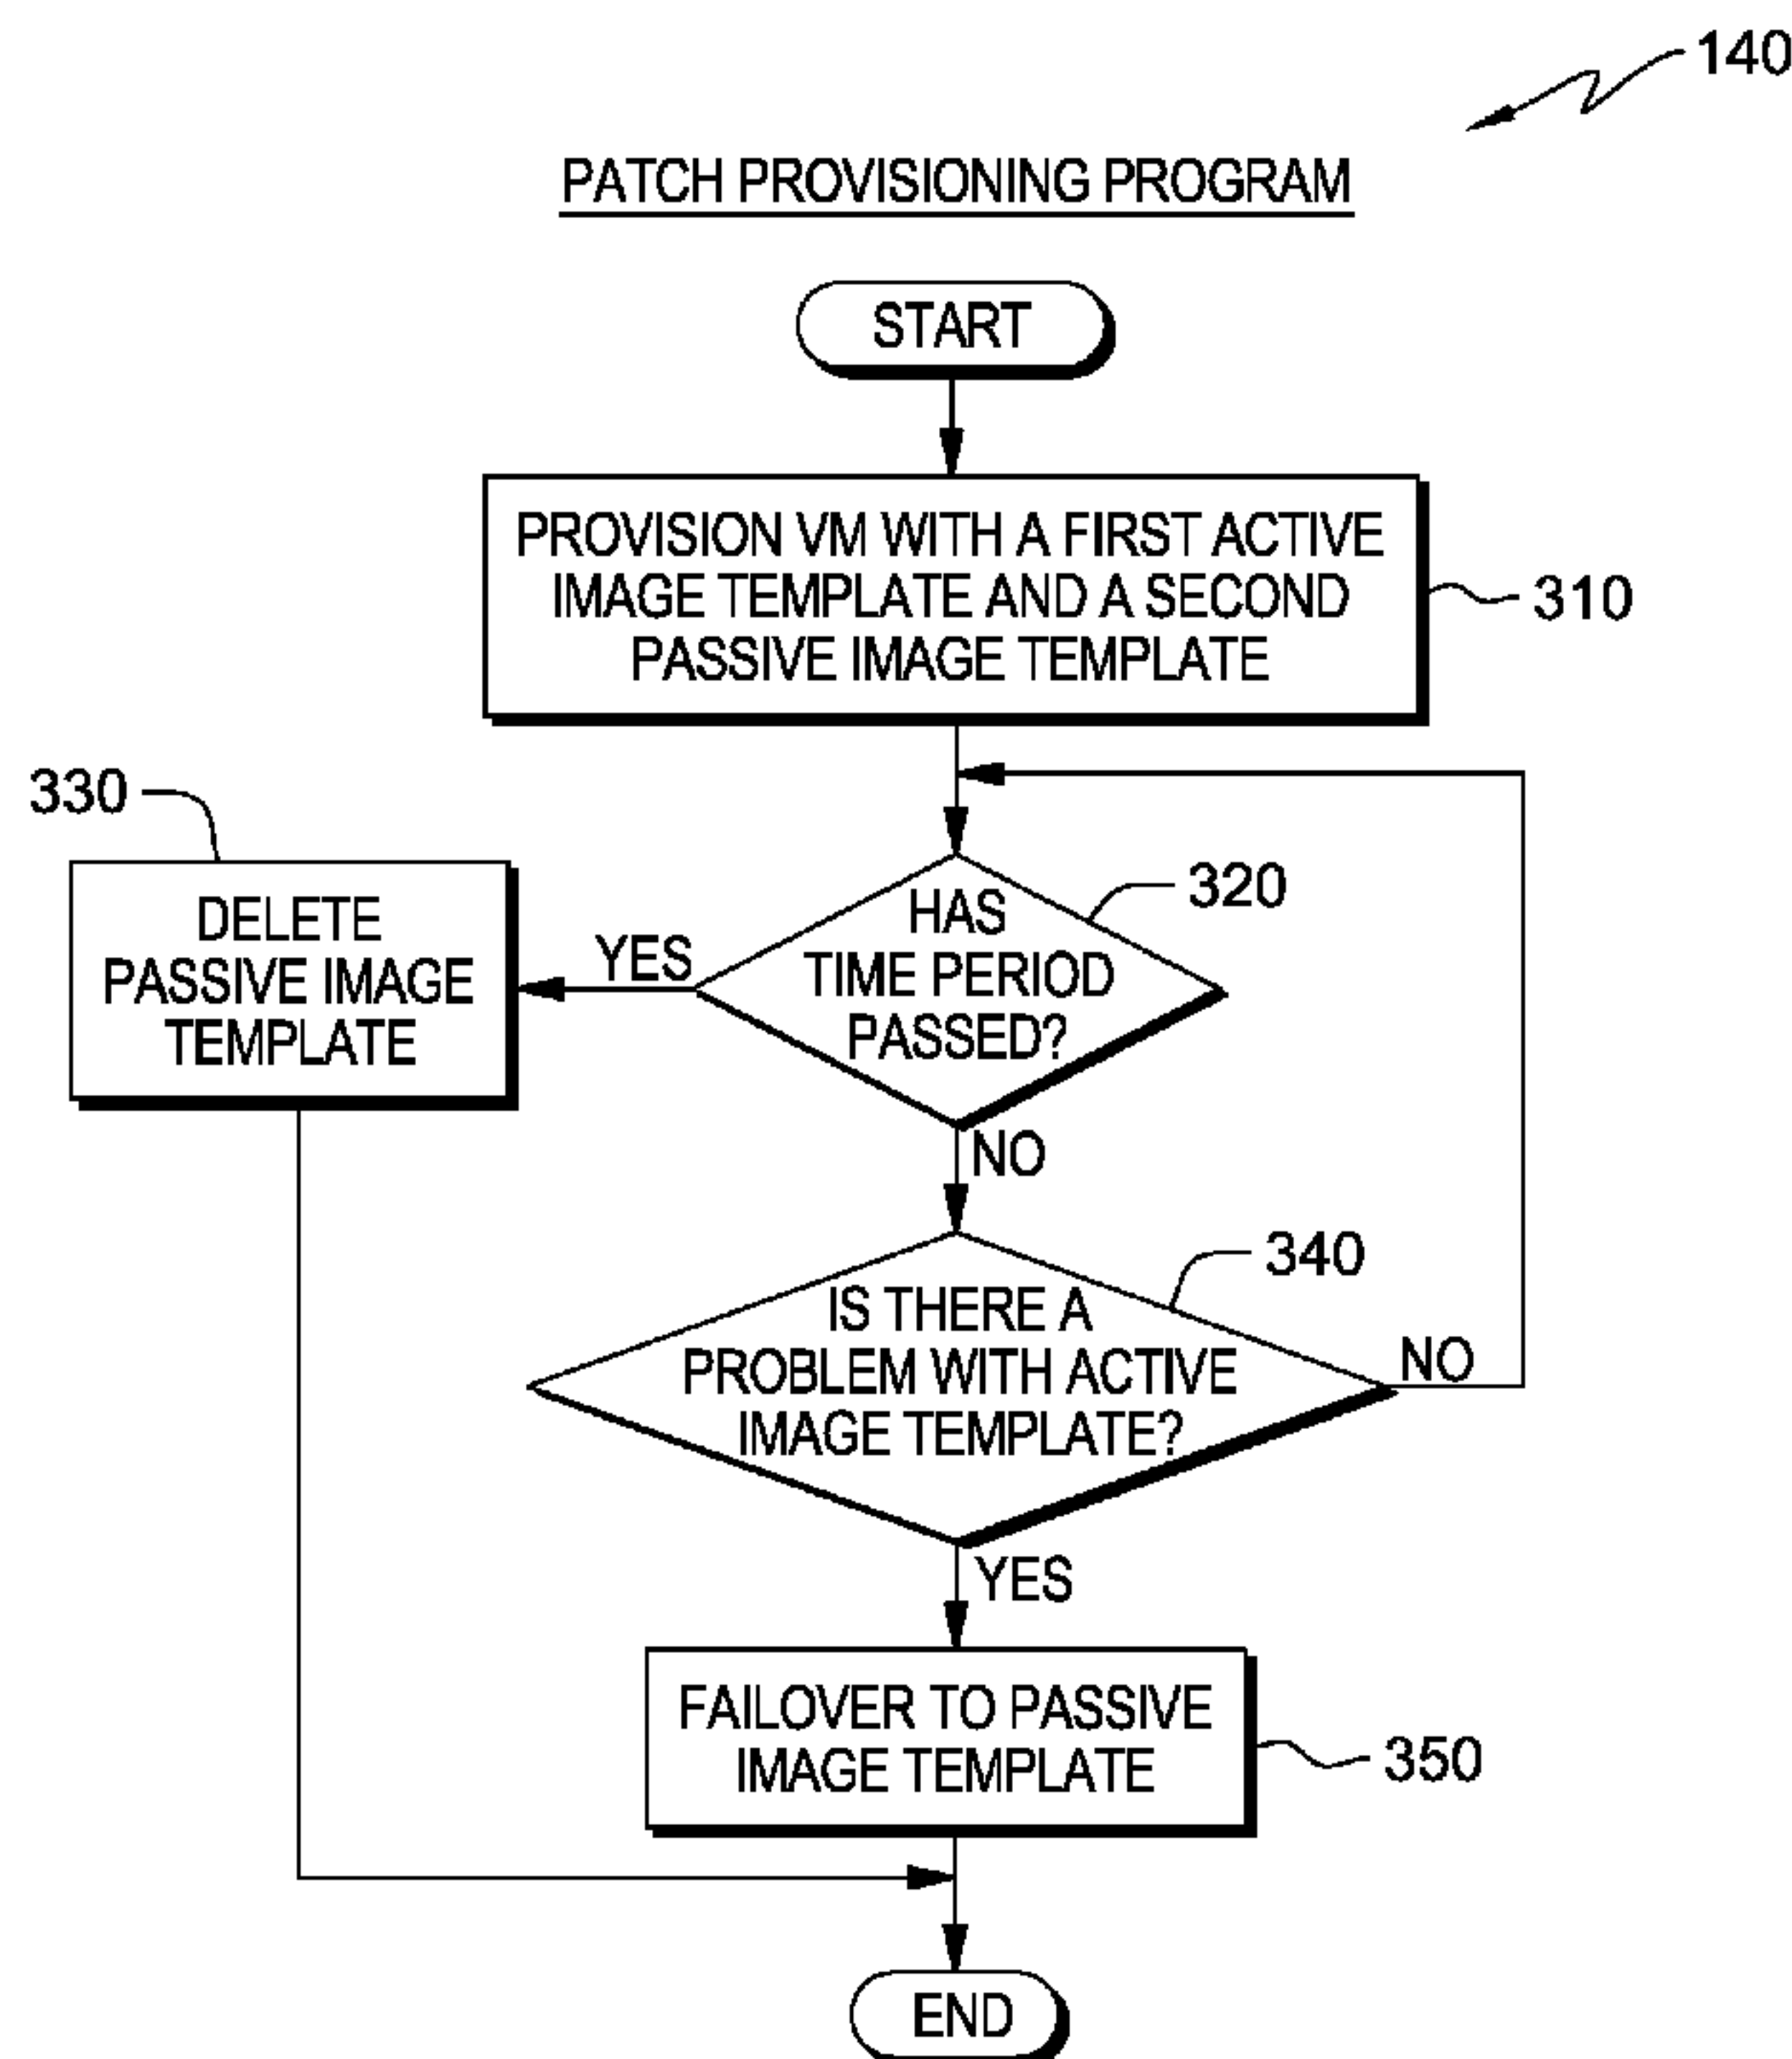 140
PATCH PROVISIONING PROGRAM
START
PROVISION VM WITH A FIRST ACTIVE
IMAGE TEMPLATE AND A SECOND
PASSIVE IMAGE TEMPLATE
310
330
DELETE
PASSIVE IMAGE
TEMPLATE
YES
HAS
TIME PERIOD
PASSED?
320
NO
340
IS THERE A
PROBLEM WITH ACTIVE
IMAGE TEMPLATE?
NO
YES
FAILOVER TO PASSIVE
IMAGE TEMPLATE
350
END